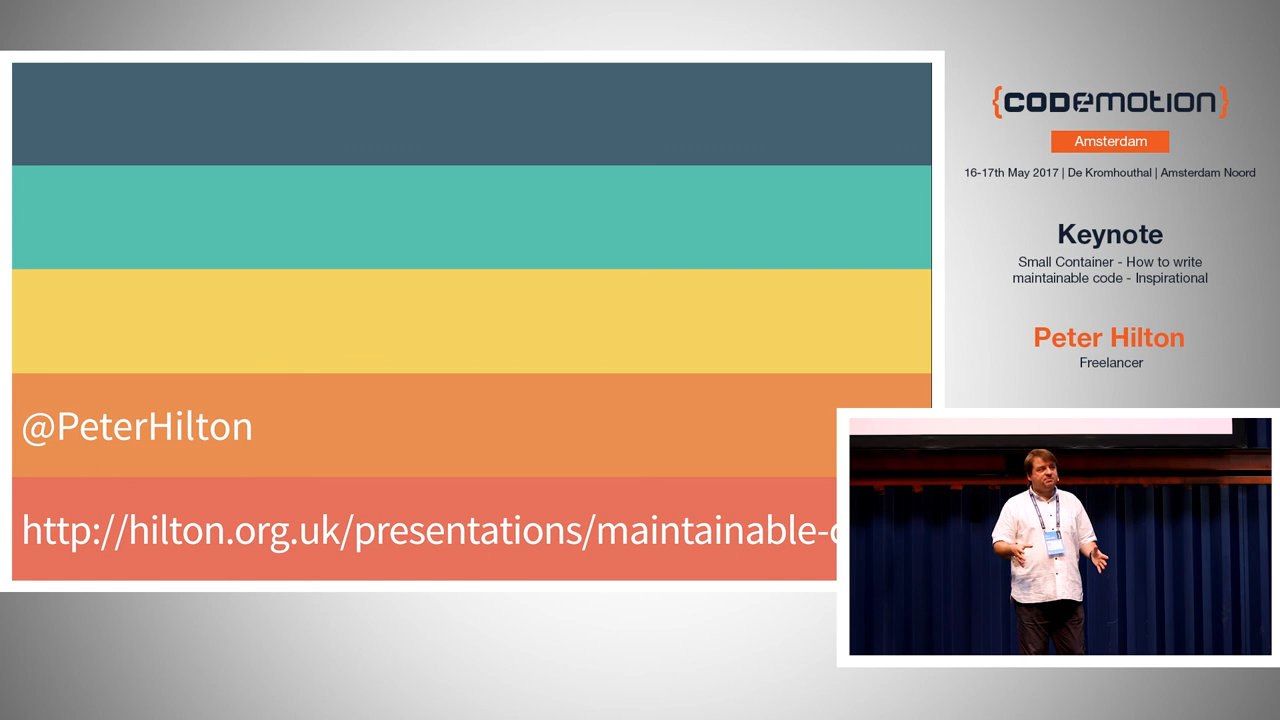 @PeterHilton
http://hilton.org.uk/presentations/maintainable-
{CODEMOTION}
Amsterdam
16-17th May 2017 | De Kromhouthal | Amsterdam Noord
Keynote
Small Container - How to write
maintainable code - Inspirational
Peter Hilton
Freelancer